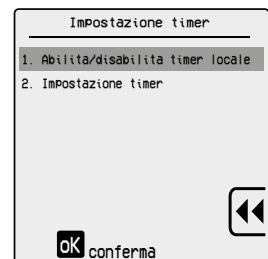 Impostazione timer
1. Abilita/disabilita timer locale
2. Impostazione timer
OK conferma